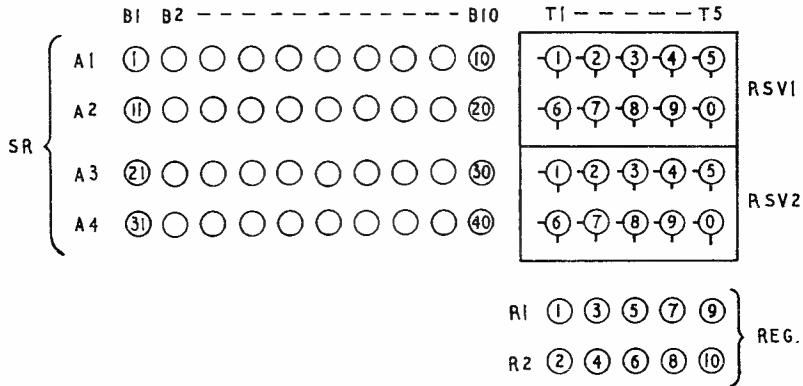 B1 B2 B10 T1 T5
A1 1 10 1 2 3 4 5
RSV1
A2 11 20 6 7 8 9 0
SR
A3 21 30 1 2 3 4 5
RSV2
A4 31 40 6 7 8 9 0
R1 1 3 5 7 9
REG.
R2 2 4 6 8 10